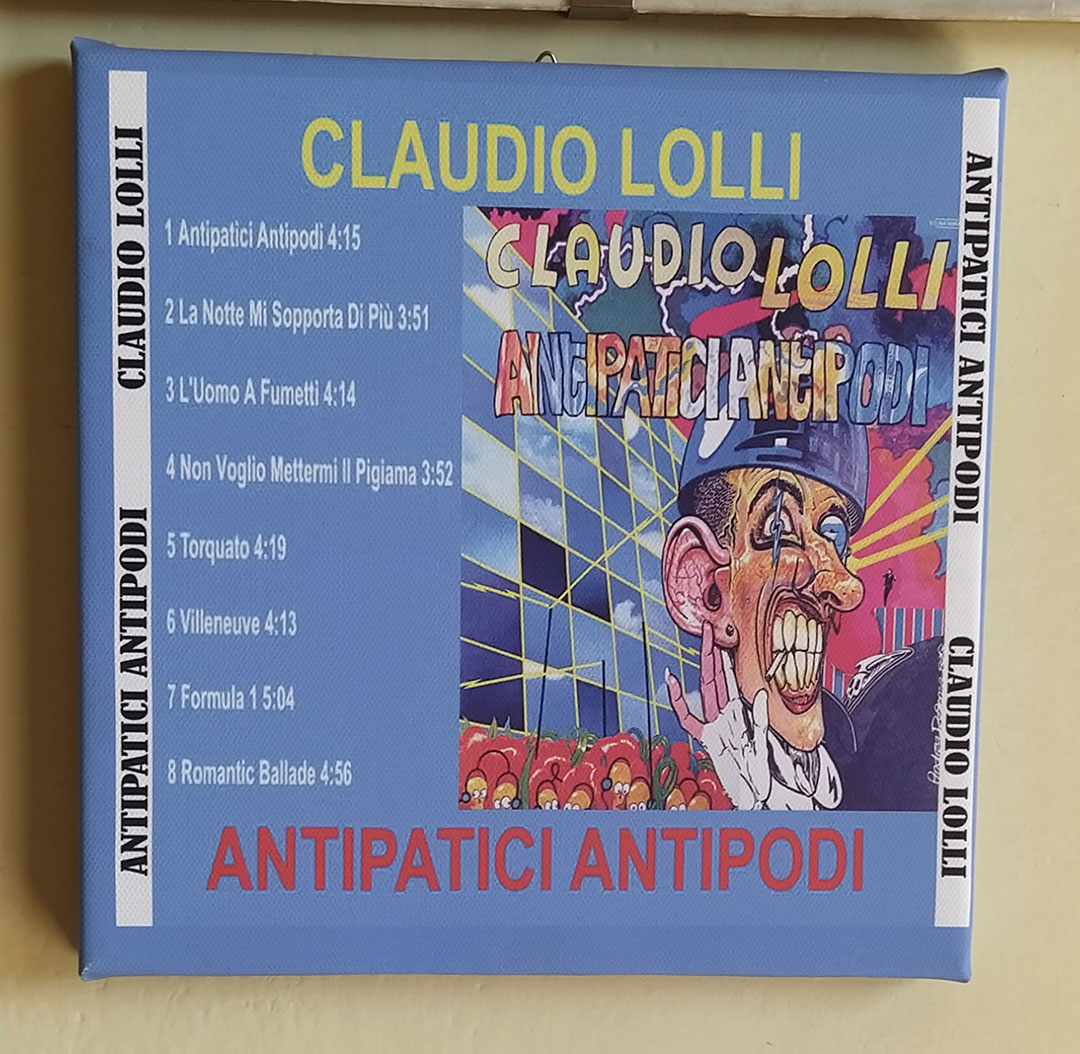 CLAUDIO LOLLI
ANTIPATICI ANTIPODI
CLAUDIO LOLLI
1 Antipatici Antipodi 4:15
2 La Notte Mi Sopporta Di Più 3:51
3 L'Uomo A Fumetti 4:14
4 Non Voglio Mettermi Il Pigiama 3:52
5 Torquato 4:19
6 Villeneuve 4:13
7 Formula 1 5:04
8 Romantic Ballade 4:56
CLAUDIO LOLLI
ANTIPATICI ANTIPODI
ANTIPATICI ANTIPODI
ANTIPATICI ANTIPODI
CLAUDIO LOLLI